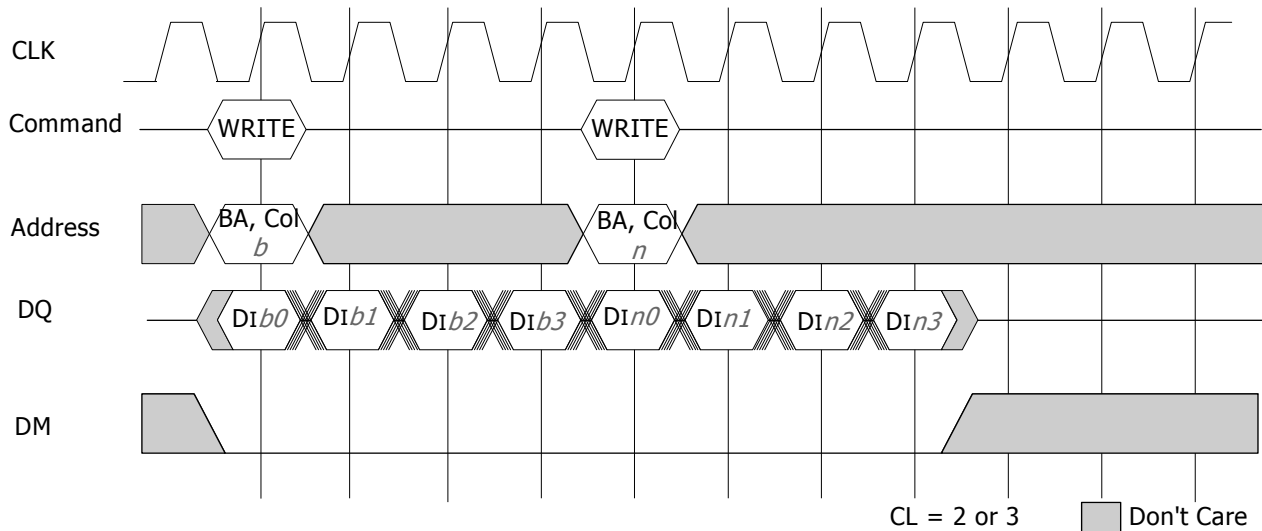 CLK
Command
WRITE
WRITE
Address
BA, Col
b
BA, Col
n
DQ
DIb0
DIb1
DIb2
DIb3
DIn0
DIn1
DIn2
DIn3
DM
CL = 2 or 3
Don't Care